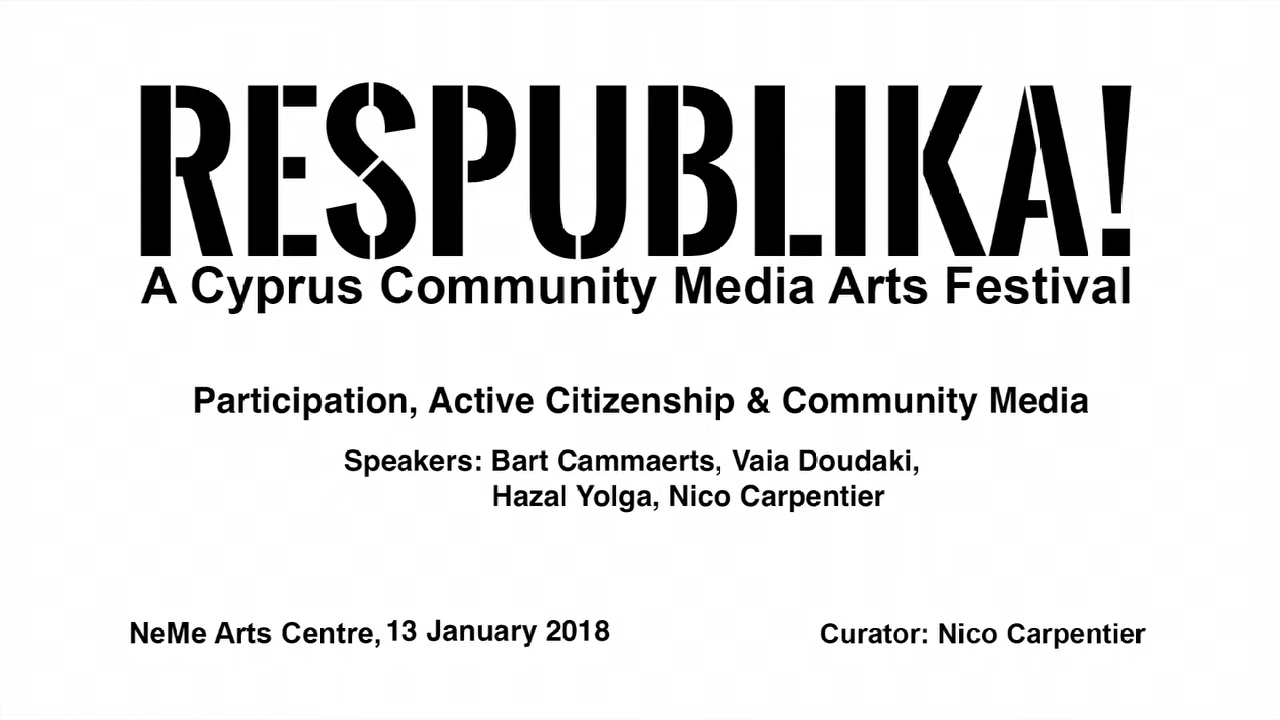 RESPUBLIKA!
A Cyprus Community Media Arts Festival
Participation, Active Citizenship & Community Media
Speakers: Bart Cammaerts, Vaia Doudaki,
Hazal Yolga, Nico Carpentier
NeMe Arts Centre, 13 January 2018
Curator: Nico Carpentier